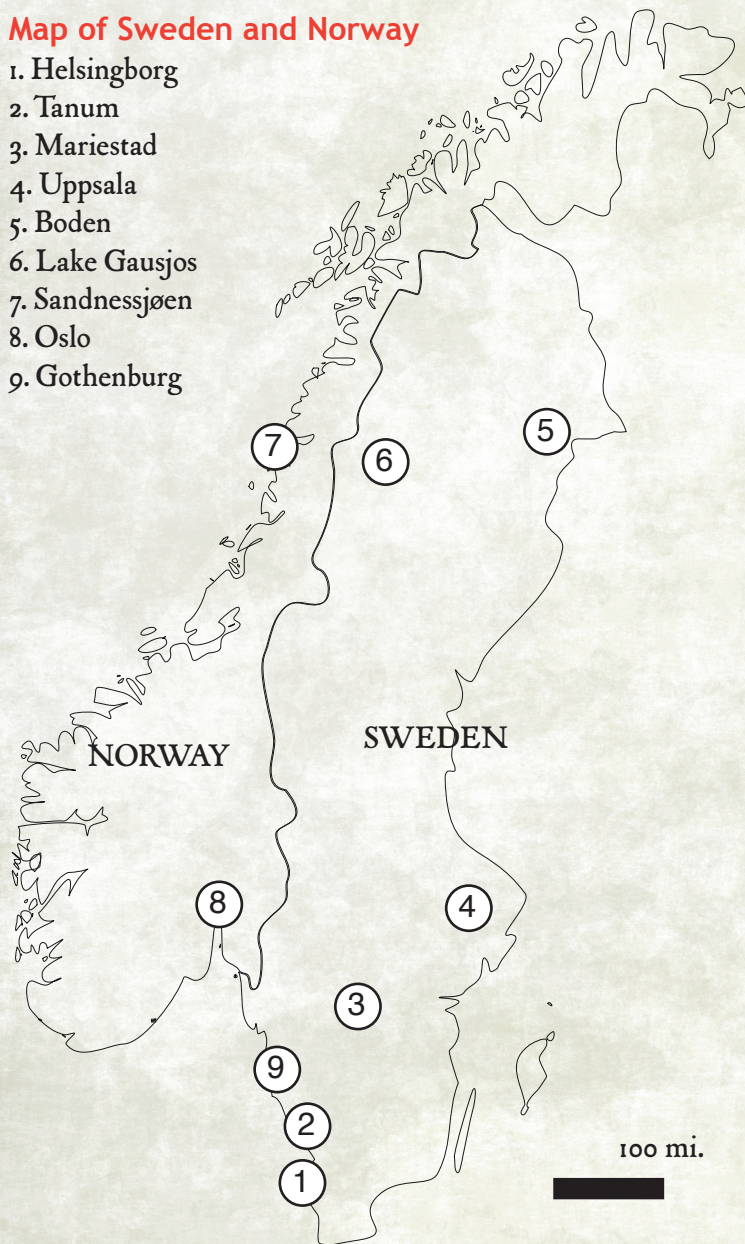 Map of Sweden and Norway
1. Helsingborg
2. Tanum
3. Mariestad
4. Uppsala
5. Boden
6. Lake Gausjos
7. Sandnessjøen
8. Oslo
9. Gothenburg
7
5
6
NORWAY
SWEDEN
8
4
3
9
2
1
100 mi.